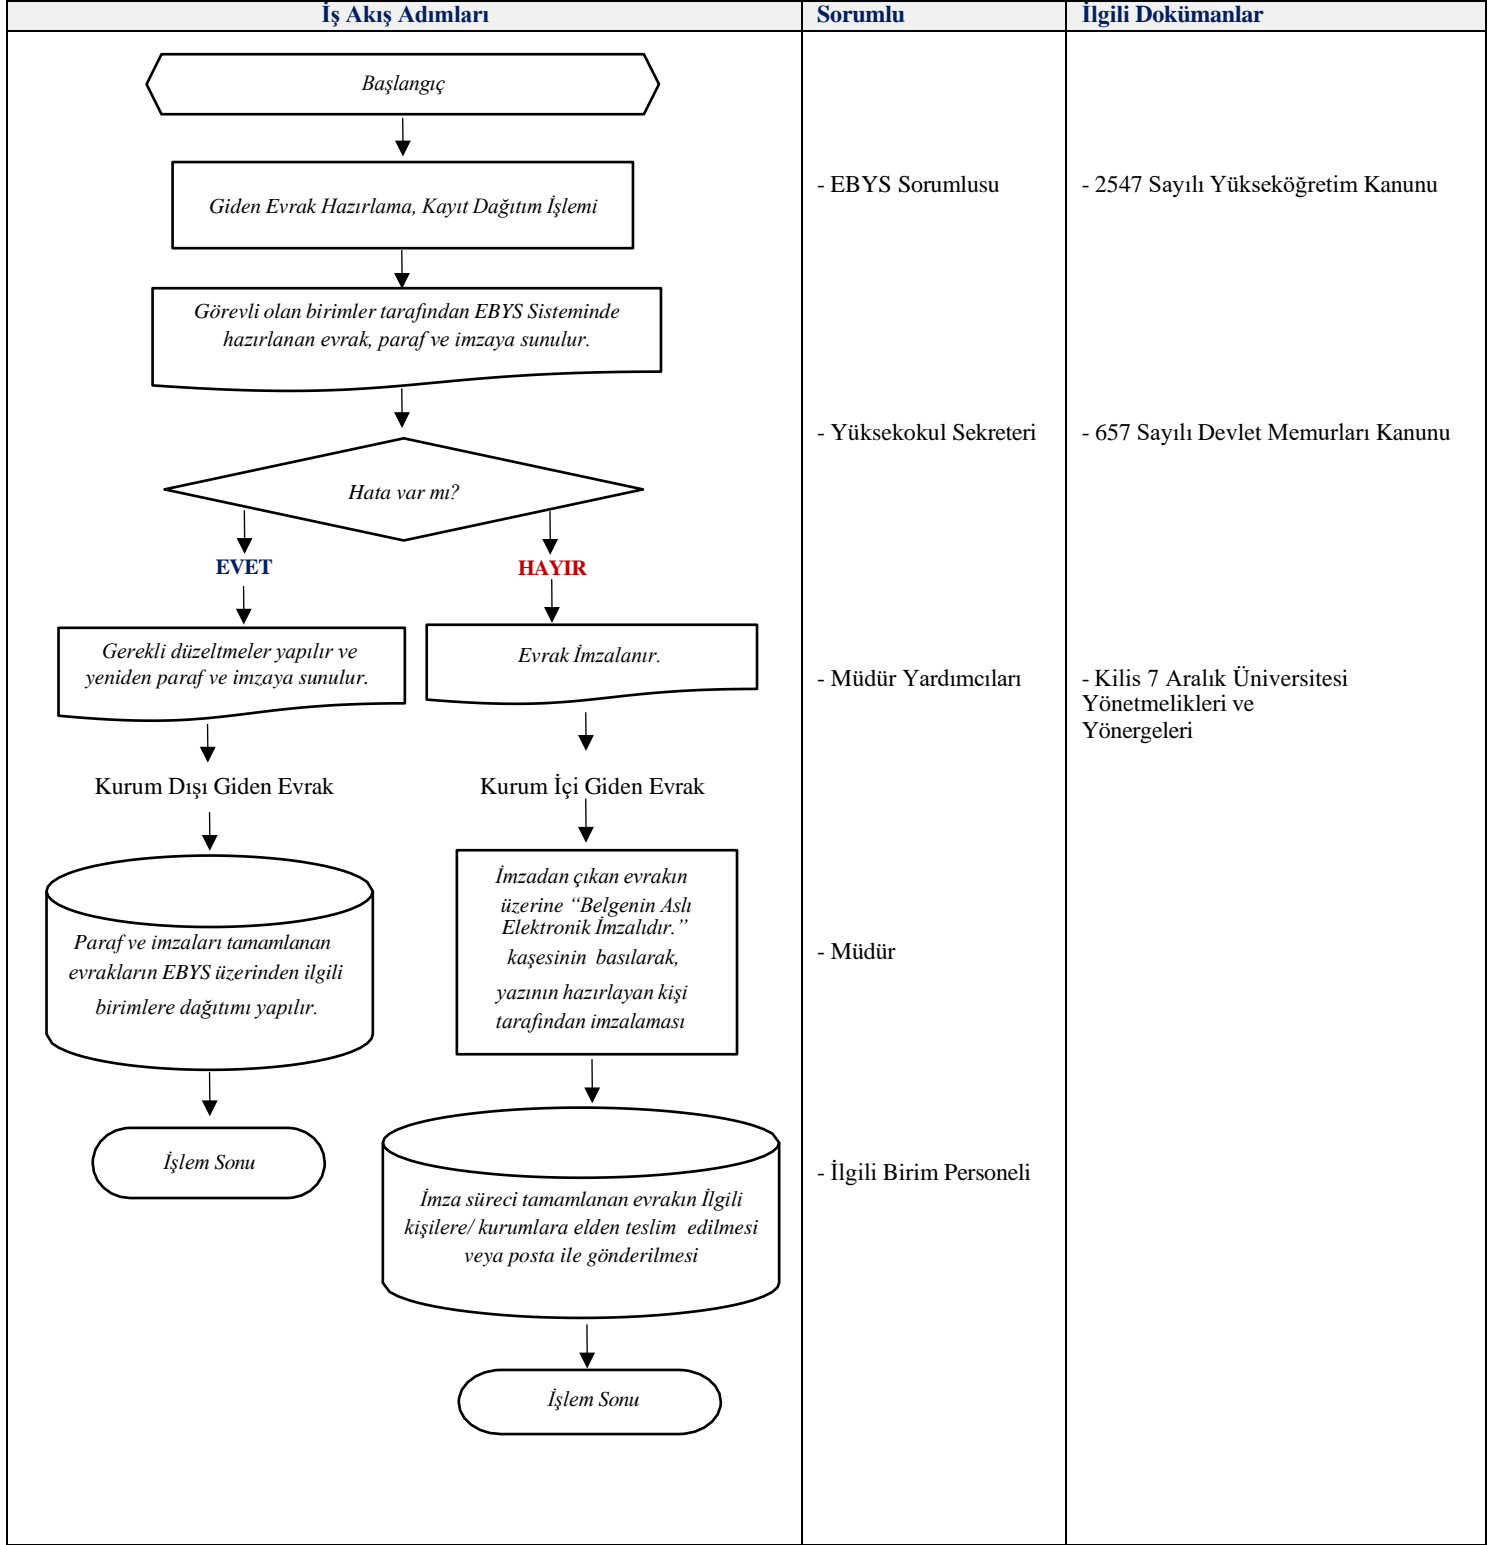 İş Akış Adımları
Sorumlu
İlgili Dokümanlar
Başlangıç
Giden Evrak Hazırlama, Kayıt Dağıtım İşlemi
Görevli olan birimler tarafından EBYS Sisteminde
hazırlanan evrak, paraf ve imzaya sunulur.
Hata var mı?
EVET
HAYIR
Gerekli düzeltmeler yapılır ve
yeniden paraf ve imzaya sunulur.
Evrak İmzalanır.
Kurum Dışı Giden Evrak
Kurum İçi Giden Evrak
Paraf ve imzaları tamamlanan
evrakların EBYS üzerinden ilgili
birimlere dağıtımı yapılır.
İmzadan çıkan evrakın
üzerine “Belgenin Aslı
Elektronik İmzalıdır.”
kaşesinin basılarak,
yazının hazırlayan kişi
tarafından imzalaması
İşlem Sonu
İmza süreci tamamlanan evrakın İlgili
kişilere/ kurumlara elden teslim edilmesi
veya posta ile gönderilmesi
İşlem Sonu
- EBYS Sorumlusu
- Yüksekokul Sekreteri
- Müdür Yardımcıları
- Müdür
- İlgili Birim Personeli
- 2547 Sayılı Yükseköğretim Kanunu
- 657 Sayılı Devlet Memurları Kanunu
- Kilis 7 Aralık Üniversitesi
Yönetmelikleri ve
Yönergeleri